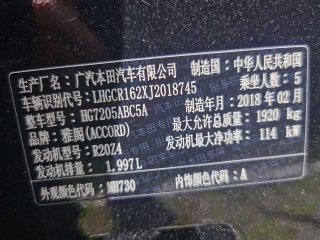 生产厂名: 广汽本田汽车有限公司 制造国: 中华人民共和国
车辆识别代号: LHGCR162XJ2018745 乘坐人数: 5
整车型号: HG7205ABC5A 制造年月: 2018 年 02 月
品牌: 雅阁(ACCORD) 最大允许总质量: 1920 kg
发动机型号: R20Z4 发动机最大净功率: 114 kW
发动机排量: 1.997L
外观颜色代码: NH730 内饰颜色代码: A